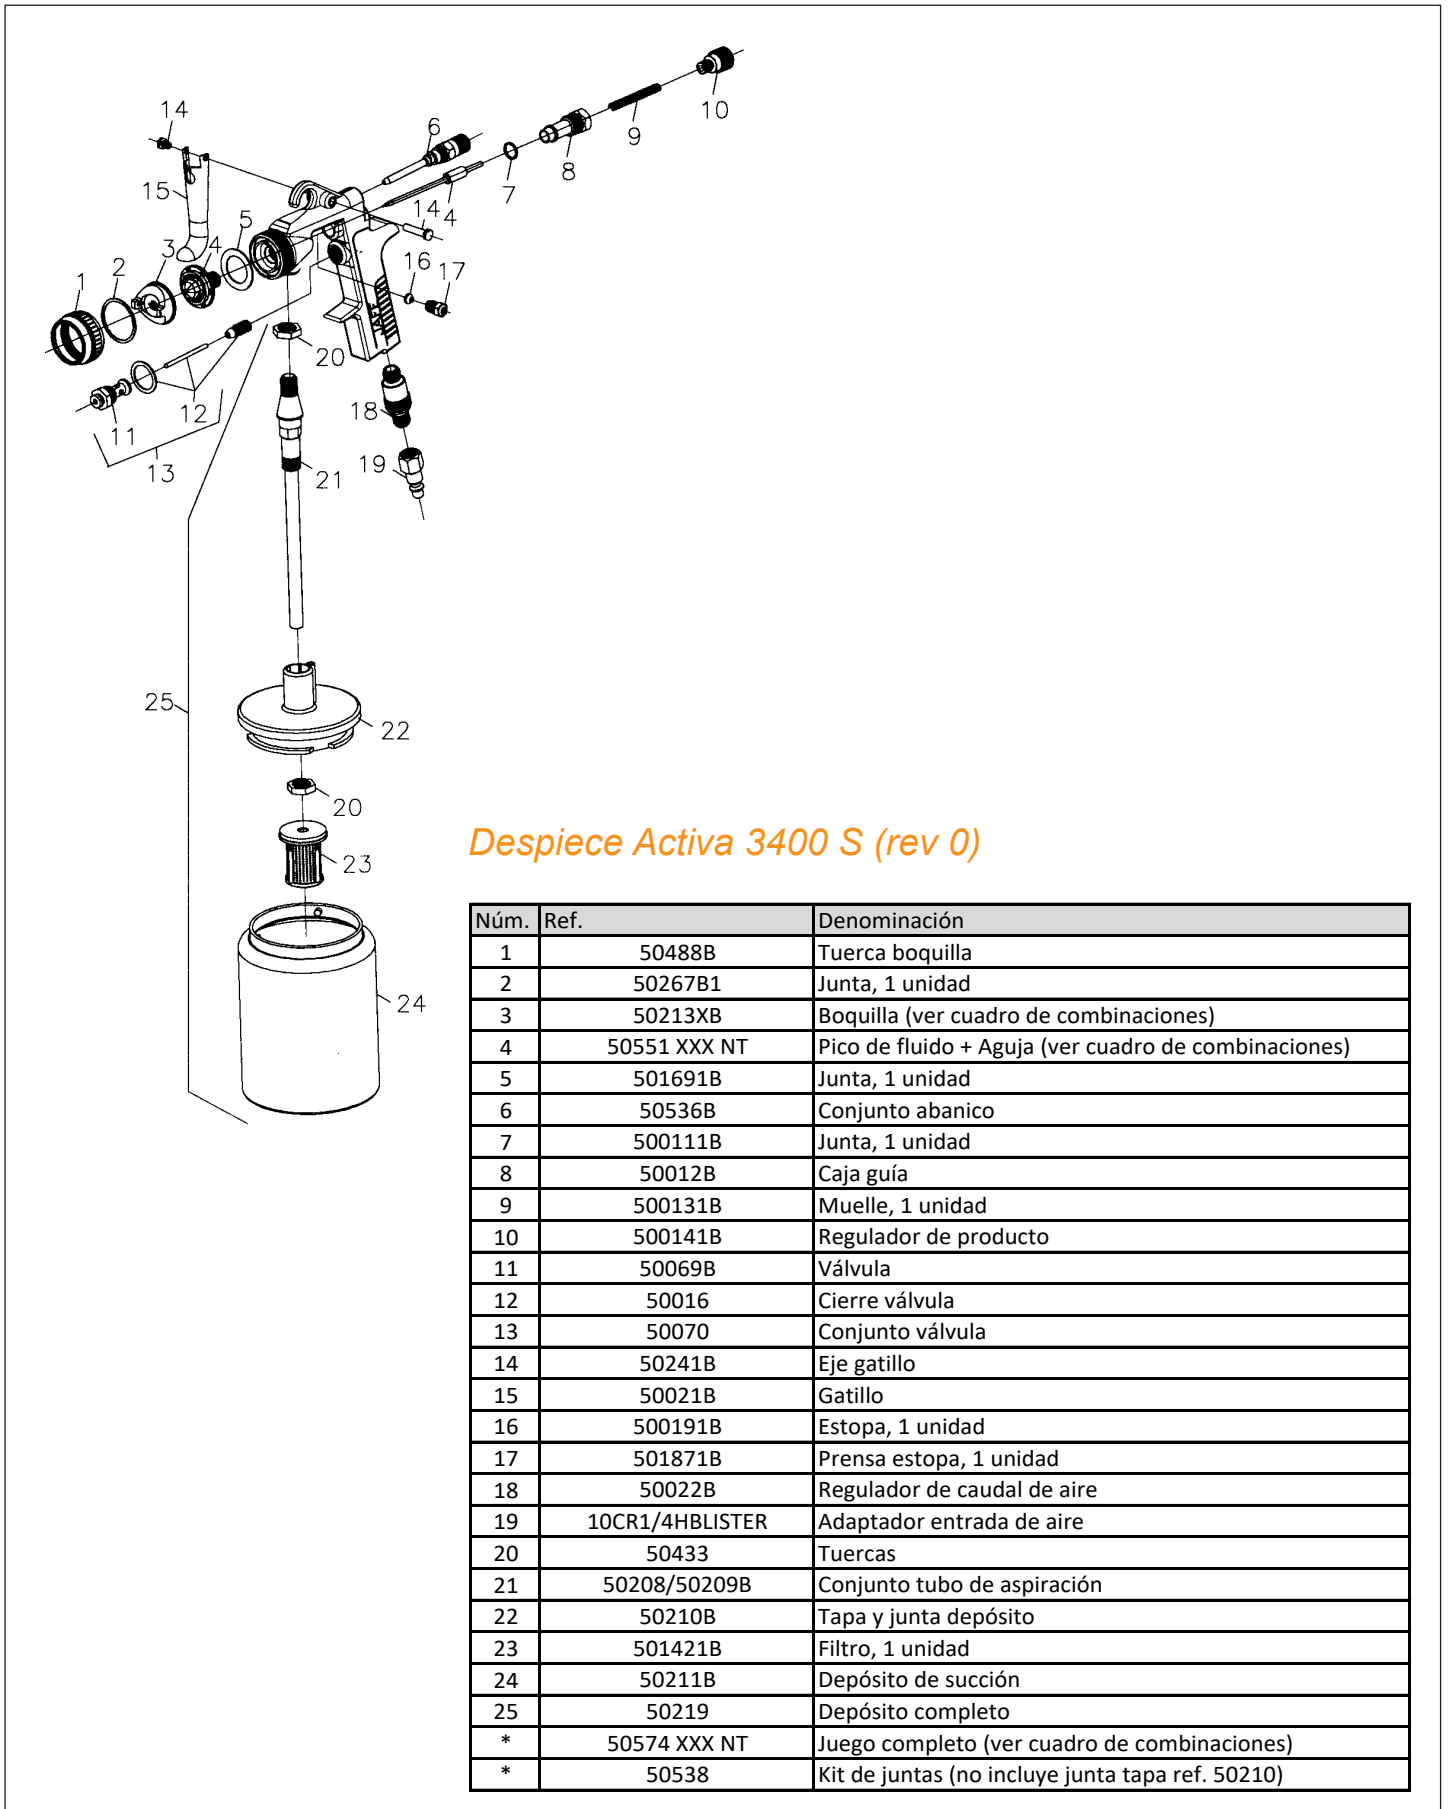 14
6
10
9
8
7
15
14
4
5
4
3
2
1
16
17
20
12
11
13
18
19
21
25
22
20
23
24
Despiece Activa 3400 S (rev 0)
Núm. Ref. Denominación
1 50488B Tuerca boquilla
2 50267B1 Junta, 1 unidad
3 50213XB Boquilla (ver cuadro de combinaciones)
4 50551 XXX NT Pico de fluido + Aguja (ver cuadro de combinaciones)
5 501691B Junta, 1 unidad
6 50536B Conjunto abanico
7 500111B Junta, 1 unidad
8 50012B Caja guía
9 500131B Muelle, 1 unidad
10 500141B Regulador de producto
11 50069B Válvula
12 50016 Cierre válvula
13 50070 Conjunto válvula
14 50241B Eje gatillo
15 50021B Gatillo
16 500191B Estopa, 1 unidad
17 501871B Prensa estopa, 1 unidad
18 50022B Regulador de caudal de aire
19 10CR1/4HBLISTER Adaptador entrada de aire
20 50433 Tuercas
21 50208/50209B Conjunto tubo de aspiración
22 50210B Tapa y junta depósito
23 501421B Filtro, 1 unidad
24 50211B Depósito de succión
25 50219 Depósito completo
* 50574 XXX NT Juego completo (ver cuadro de combinaciones)
* 50538 Kit de juntas (no incluye junta tapa ref. 50210)